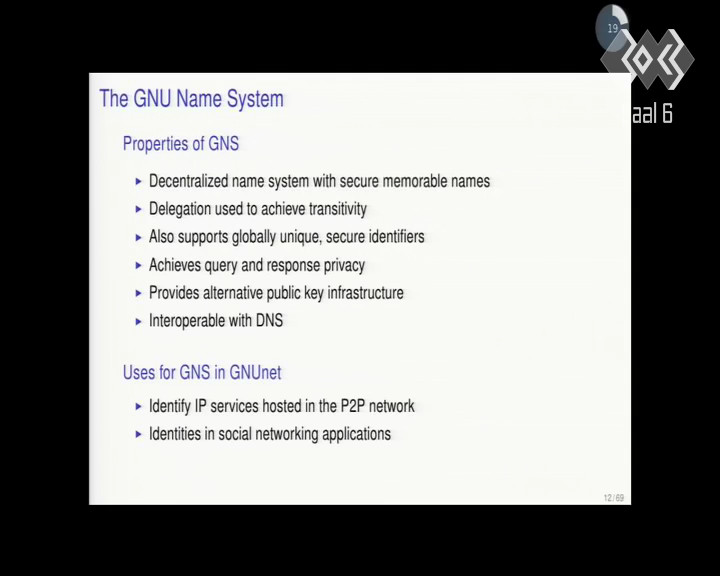 19
aal 6
The GNU Name System
Properties of GNS
Decentralized name system with secure memorable names
Delegation used to achieve transitivity
Also supports globally unique, secure identifiers
Achieves query and response privacy
Provides alternative public key infrastructure
Interoperable with DNS
Uses for GNS in GNUnet
Identify IP services hosted in the P2P network
Identities in social networking applications
12/69